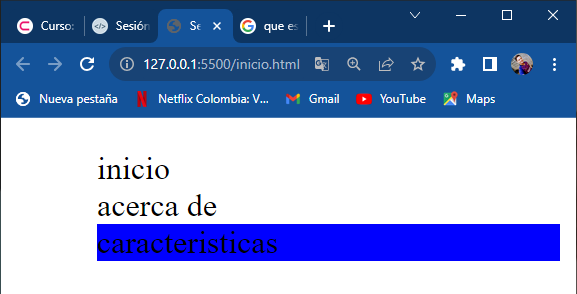 Curso:
Sesión
Se
que es
127.0.0.1:5500/inicio.html
Nueva pestaña
Netflix Colombia: V...
Gmail
YouTube
Maps
inicio
acerca de
caracteristicas